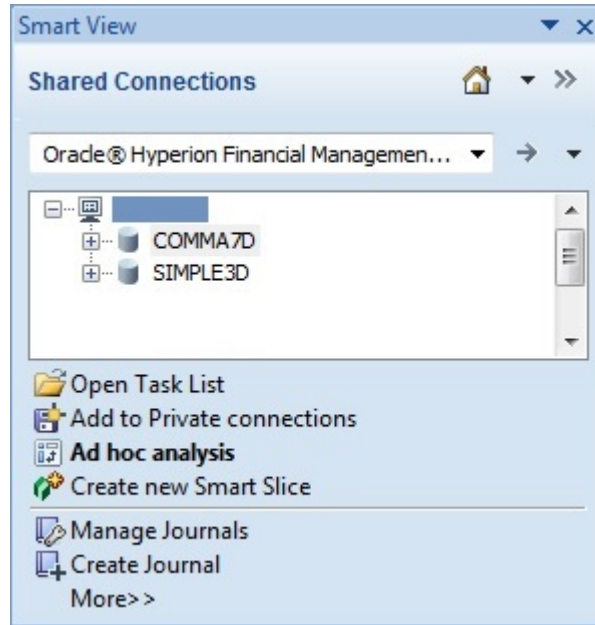 Smart View
Shared Connections
Oracle® Hyperion Financial Managemen...
COMMA7D
SIMPLE3D
Open Task List
Add to Private connections
Ad hoc analysis
Create new Smart Slice
Manage Journals
Create Journal
More>>